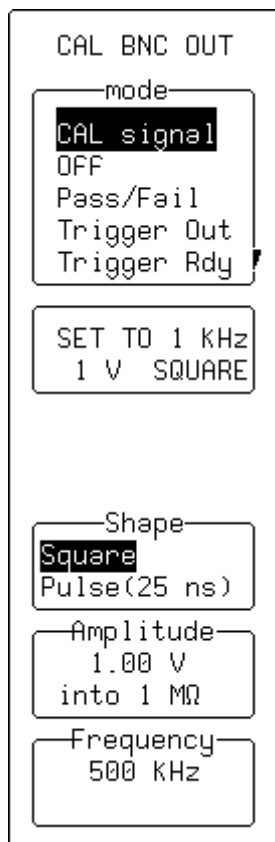 CAL BNC OUT
mode
CAL signal
OFF
Pass/Fail
Trigger Out
Trigger Rdy
SET TO 1 KHz
1 V SQUARE
Shape
Square
Pulse(25 ns)
Amplitude
1.00 V
into 1 MΩ
Frequency
500 KHz